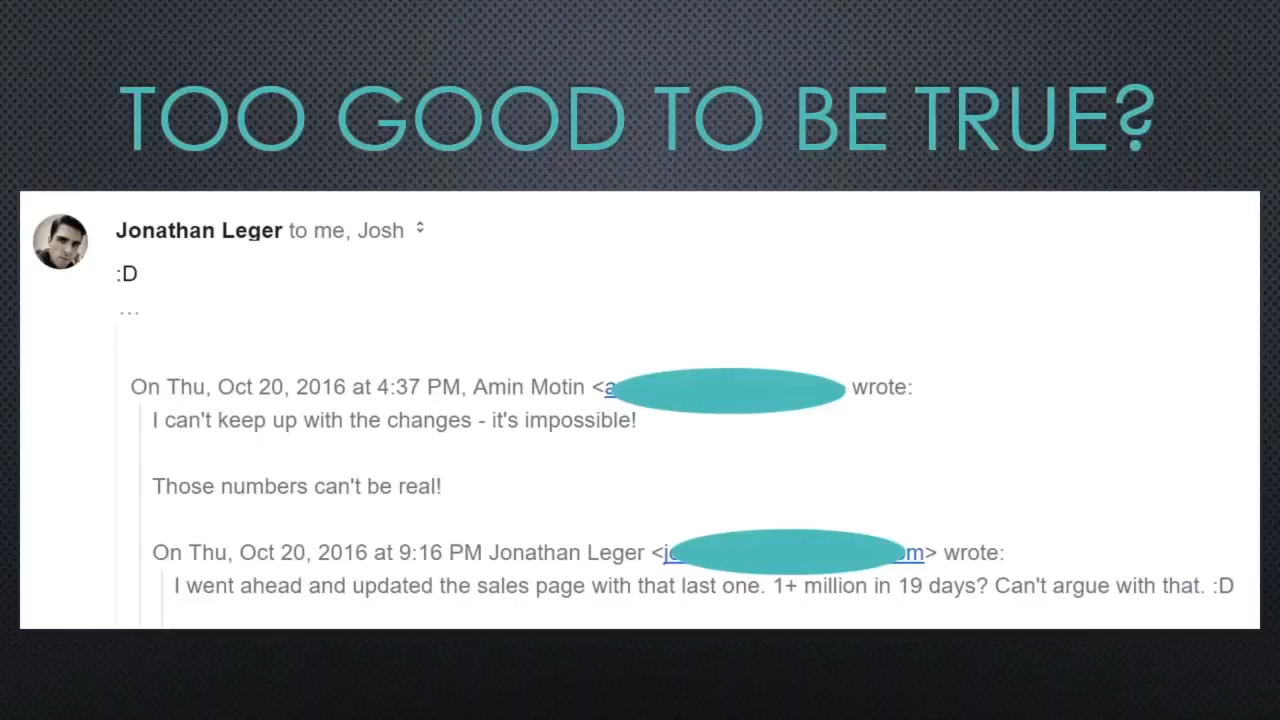 TOO GOOD TO BE TRUE?
Jonathan Leger to me, Josh
:D
...
On Thu, Oct 20, 2016 at 4:37 PM, Amin Motin <a wrote:
I can't keep up with the changes - it's impossible!
Those numbers can't be real!
On Thu, Oct 20, 2016 at 9:16 PM Jonathan Leger <j m> wrote:
I went ahead and updated the sales page with that last one. 1+ million in 19 days? Can't argue with that. :D